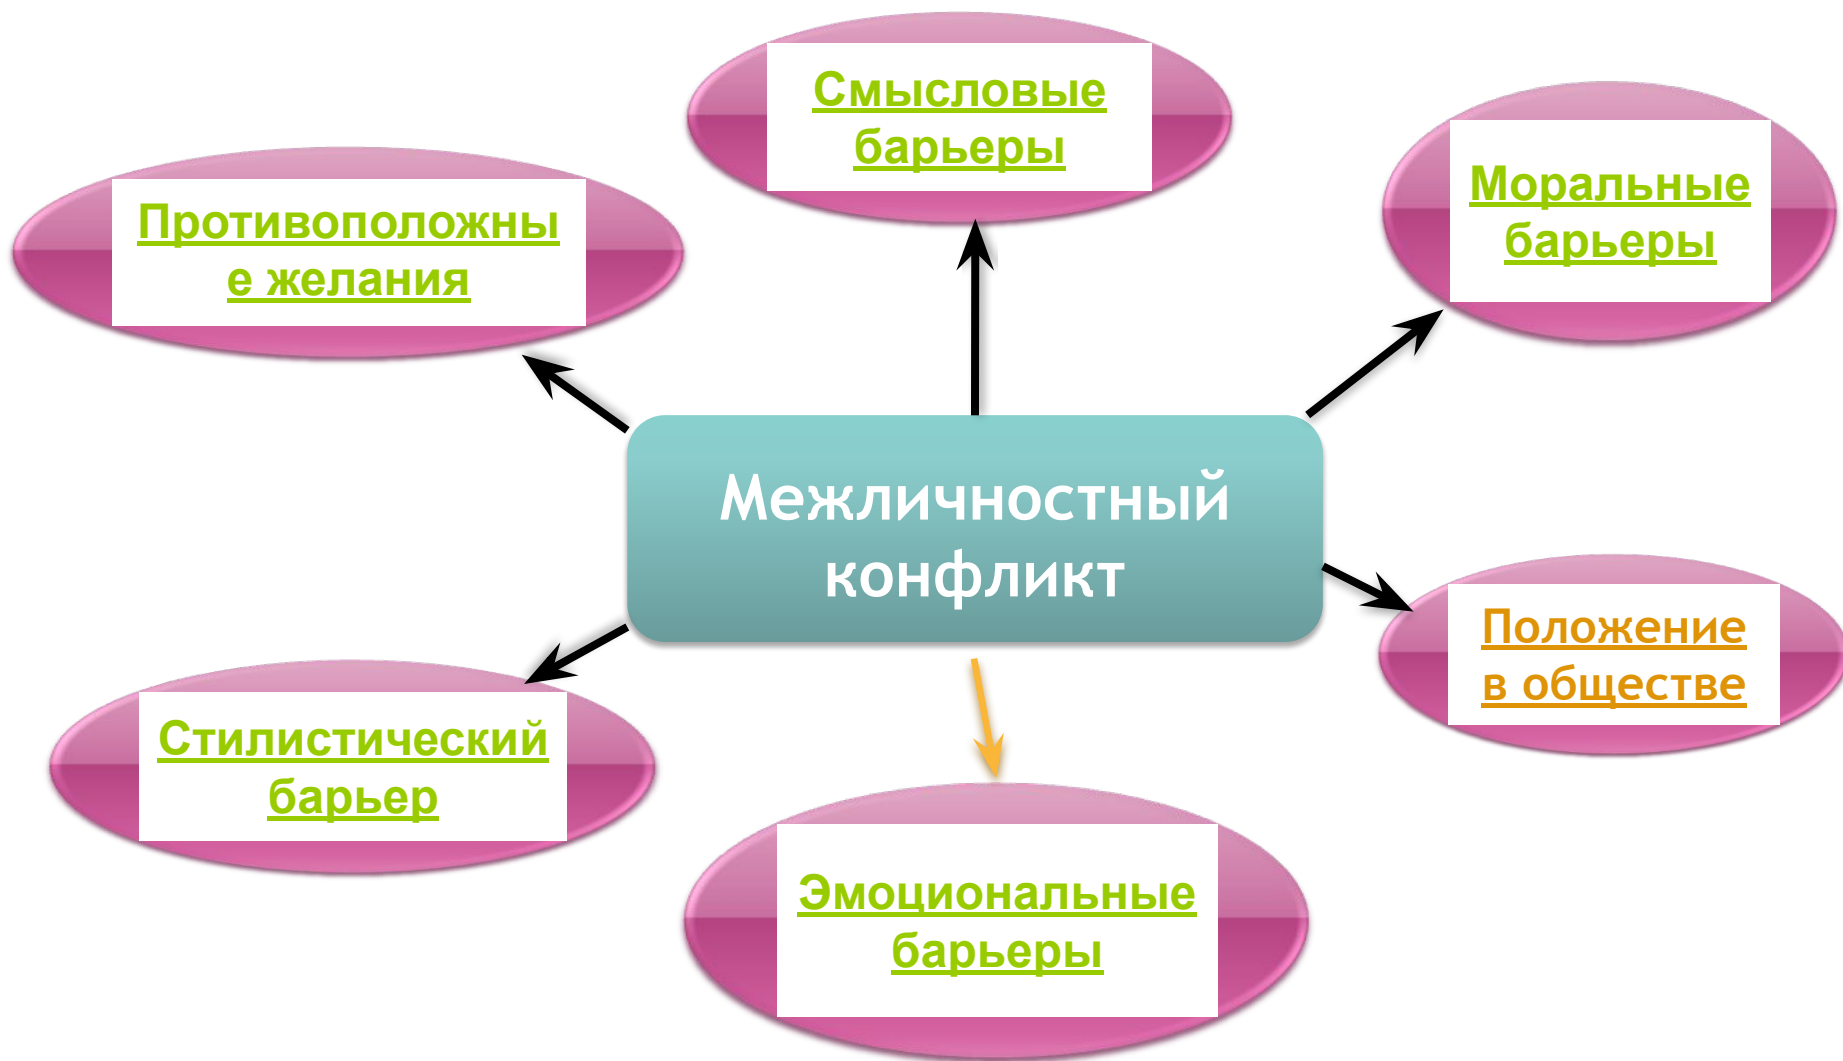 Смысловые
барьеры
Моральные
барьеры
Противоположны
е желания
Межличностный
конфликт
Положение
в обществе
Стилистический
барьер
Эмоциональные
барьеры